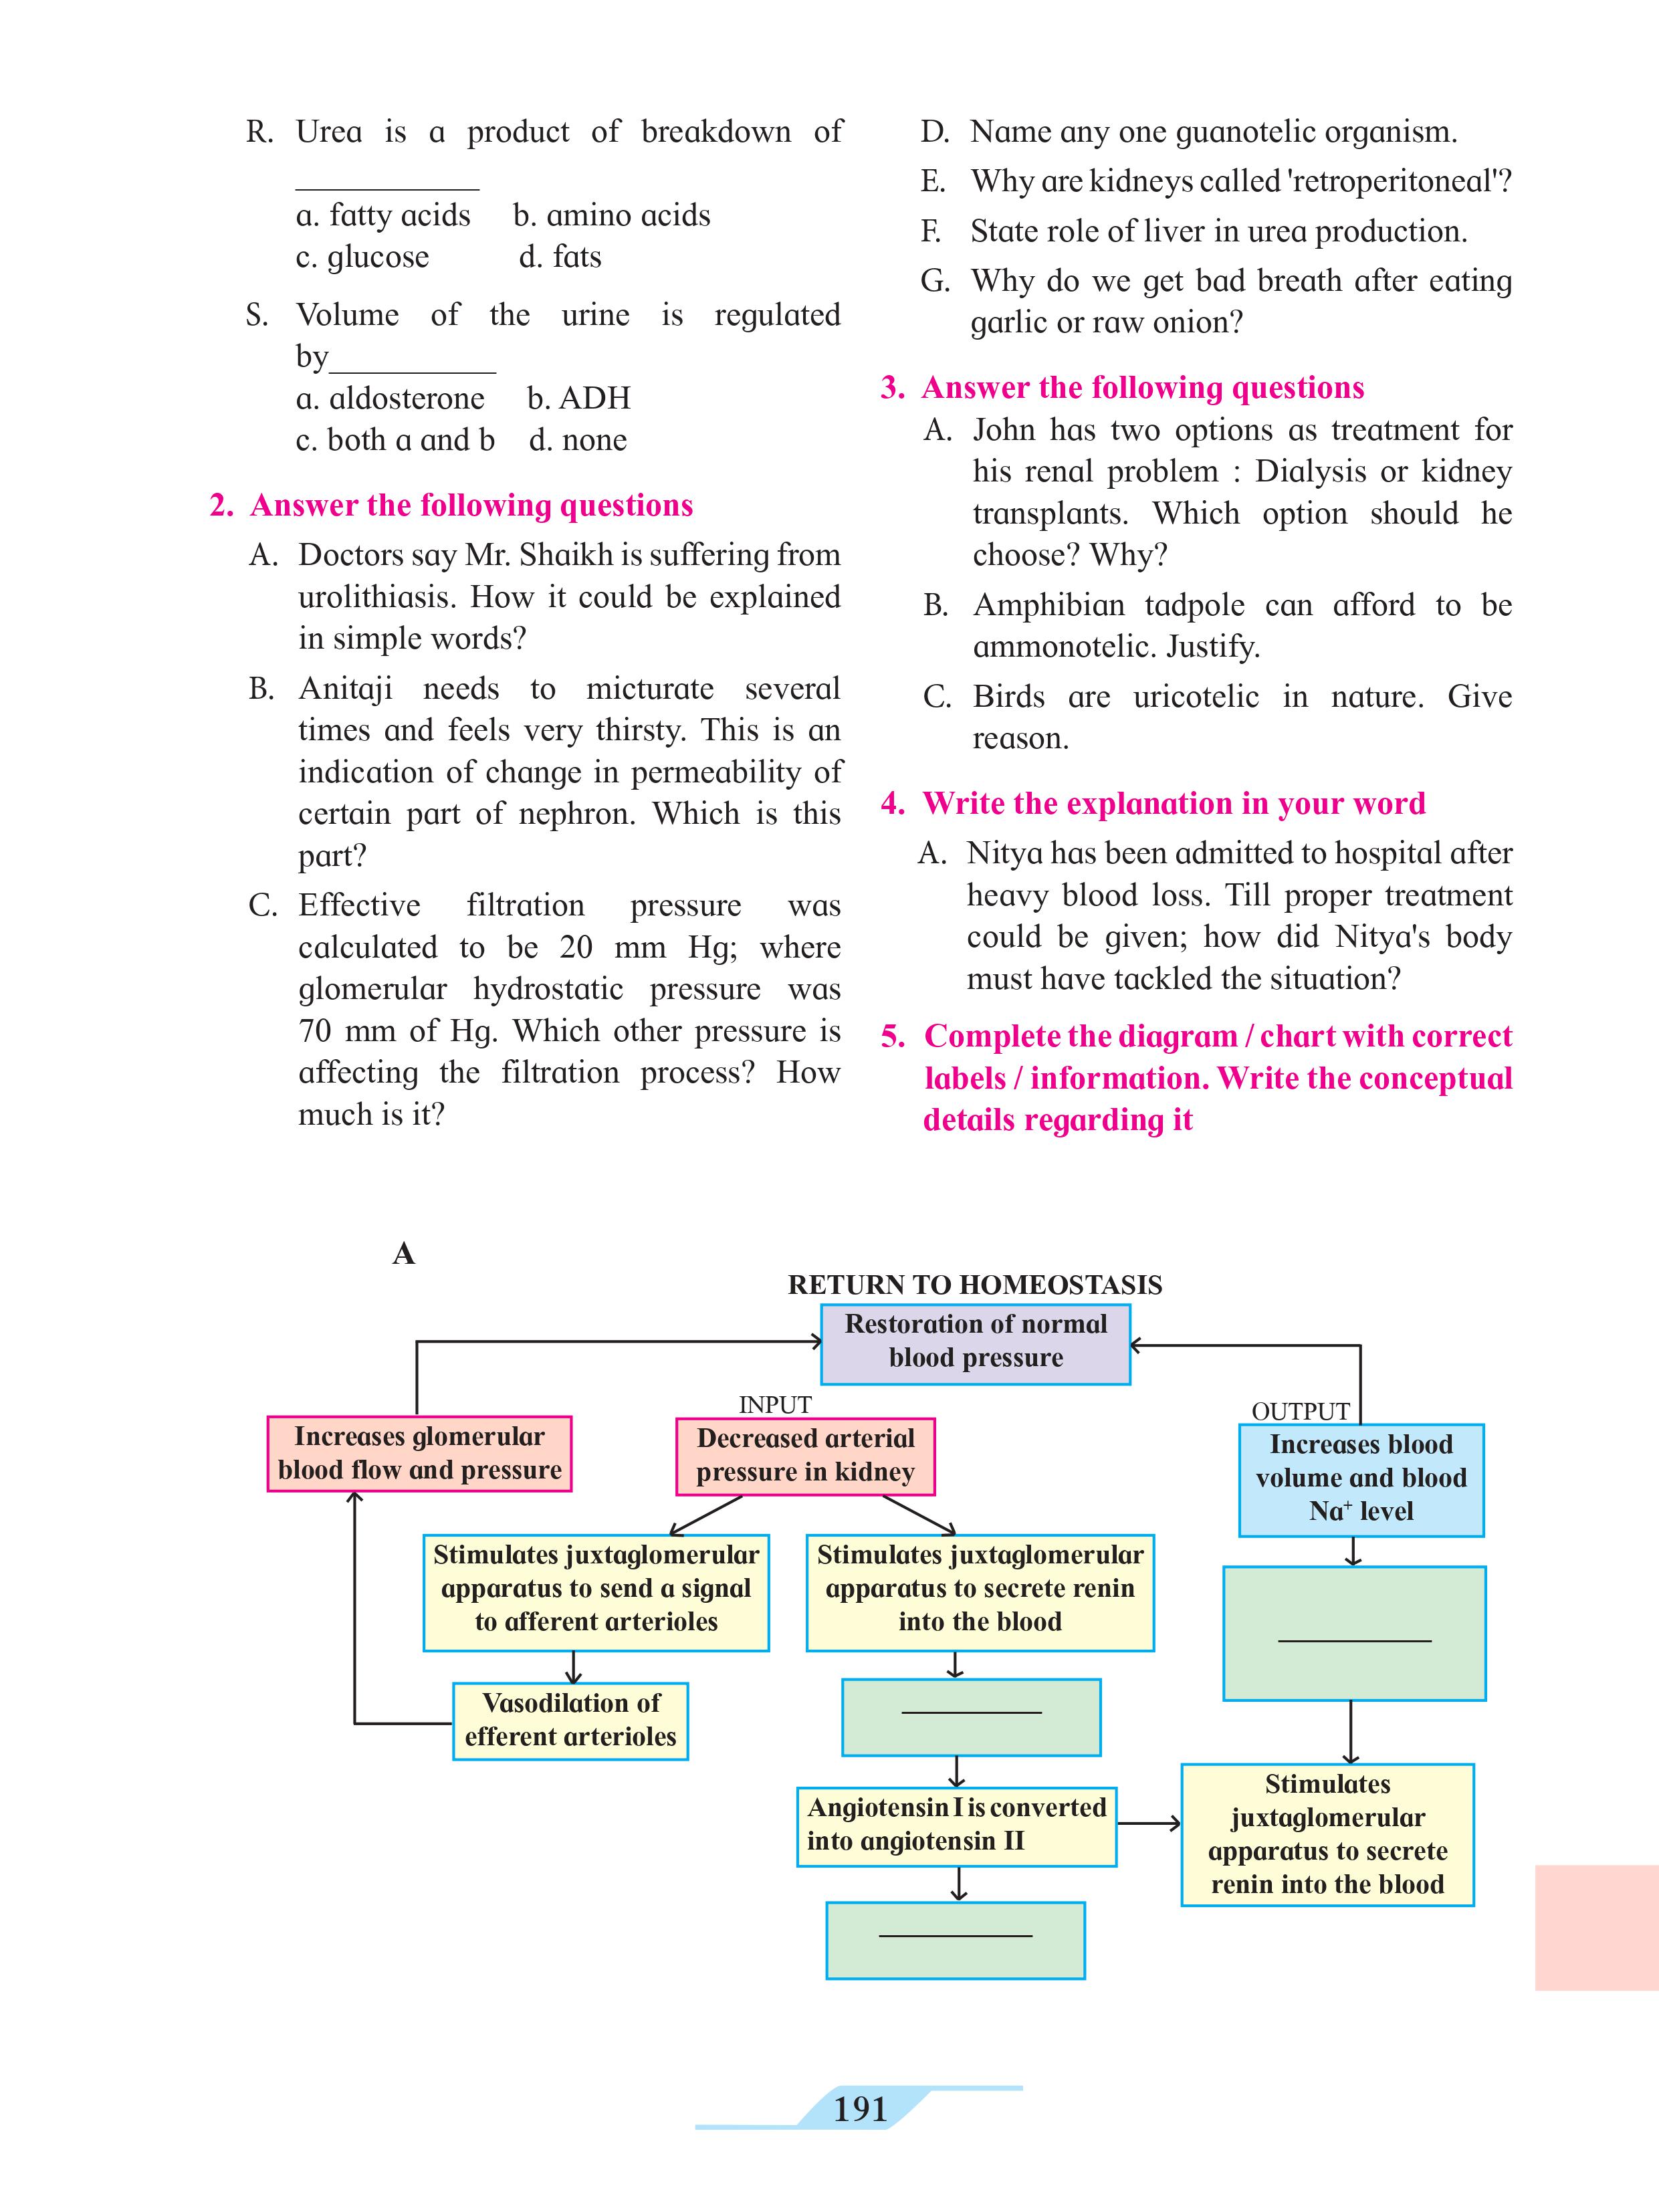 R. Urea is a product of breakdown of
____________
a. fatty acids b. amino acids
c. glucose d. fats
S. Volume of the urine is regulated
by___________
a. aldosterone b. ADH
c. both a and b d. none
2. Answer the following questions
A. Doctors say Mr. Shaikh is suffering from
urolithiasis. How it could be explained
in simple words?
B. Anitaji needs to micturate several
times and feels very thirsty. This is an
indication of change in permeability of
certain part of nephron. Which is this
part?
C. Effective filtration pressure was
calculated to be 20 mm Hg; where
glomerular hydrostatic pressure was
70 mm of Hg. Which other pressure is
affecting the filtration process? How
much is it?
D. Name any one guanotelic organism.
E. Why are kidneys called 'retroperitoneal'?
F. State role of liver in urea production.
G. Why do we get bad breath after eating
garlic or raw onion?
3. Answer the following questions
A. John has two options as treatment for
his renal problem : Dialysis or kidney
transplants. Which option should he
choose? Why?
B. Amphibian tadpole can afford to be
ammonotelic. Justify.
C. Birds are uricotelic in nature. Give
reason.
4. Write the explanation in your word
A. Nitya has been admitted to hospital after
heavy blood loss. Till proper treatment
could be given; how did Nitya's body
must have tackled the situation?
5. Complete the diagram / chart with correct
labels / information. Write the conceptual
details regarding it
A
RETURN TO HOMEOSTASIS
Restoration of normal
blood pressure
INPUT
OUTPUT
Increases glomerular
blood flow and pressure
Decreased arterial
pressure in kidney
Increases blood
volume and blood
Na⁺ level
Stimulates juxtaglomerular
apparatus to send a signal
to afferent arterioles
Stimulates juxtaglomerular
apparatus to secrete renin
into the blood
Vasodilation of
efferent arterioles
Angiotensin I is converted
into angiotensin II
Stimulates
juxtaglomerular
apparatus to secrete
renin into the blood
191